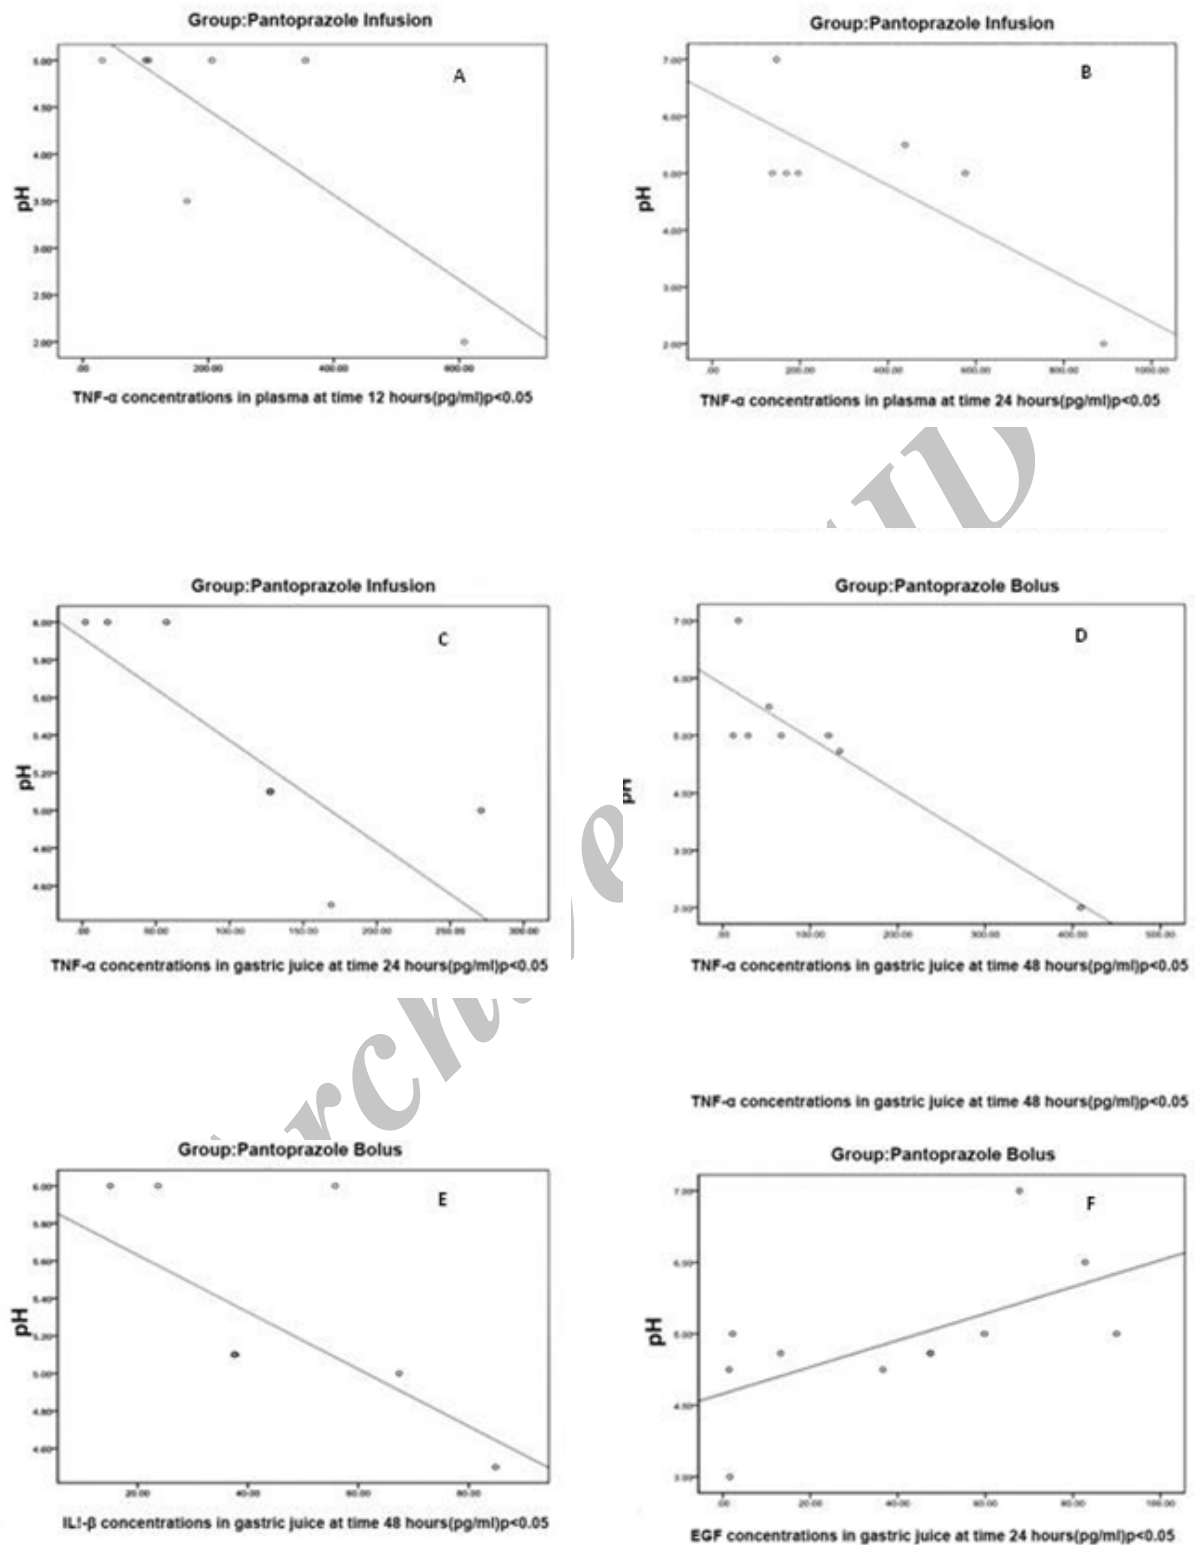 Group:Pantoprazole Infusion
A
pH
5.00
4.50
4.00
3.50
3.00
2.50
2.00
.00 200.00 400.00 600.00
TNF-α concentrations in plasma at time 12 hours(pg/ml)p<0.05
Group:Pantoprazole Infusion
B
pH
7.00
6.00
5.00
4.00
3.00
2.00
.00 200.00 400.00 600.00 800.00 1000.00
TNF-α concentrations in plasma at time 24 hours(pg/ml)p<0.05
Group:Pantoprazole Infusion
C
pH
6.00
5.80
5.60
5.40
5.20
5.00
4.80
4.60
.00 50.00 100.00 150.00 200.00 250.00 300.00
TNF-α concentrations in gastric juice at time 24 hours(pg/ml)p<0.05
Group:Pantoprazole Bolus
D
pH
7.00
6.00
5.00
4.00
3.00
2.00
.00 100.00 200.00 300.00 400.00 500.00
TNF-α concentrations in gastric juice at time 48 hours(pg/ml)p<0.05
TNF-α concentrations in gastric juice at time 48 hours(pg/ml)p<0.05
Group:Pantoprazole Bolus
E
pH
6.00
5.80
5.60
5.40
5.20
5.00
4.80
4.60
20.00 40.00 60.00 80.00
IL!-β concentrations in gastric juice at time 48 hours(pg/ml)p<0.05
Group:Pantoprazole Bolus
F
pH
7.00
6.00
5.00
4.00
3.00
.00 20.00 40.00 60.00 80.00 100.00
EGF concentrations in gastric juice at time 24 hours(pg/ml)p<0.05